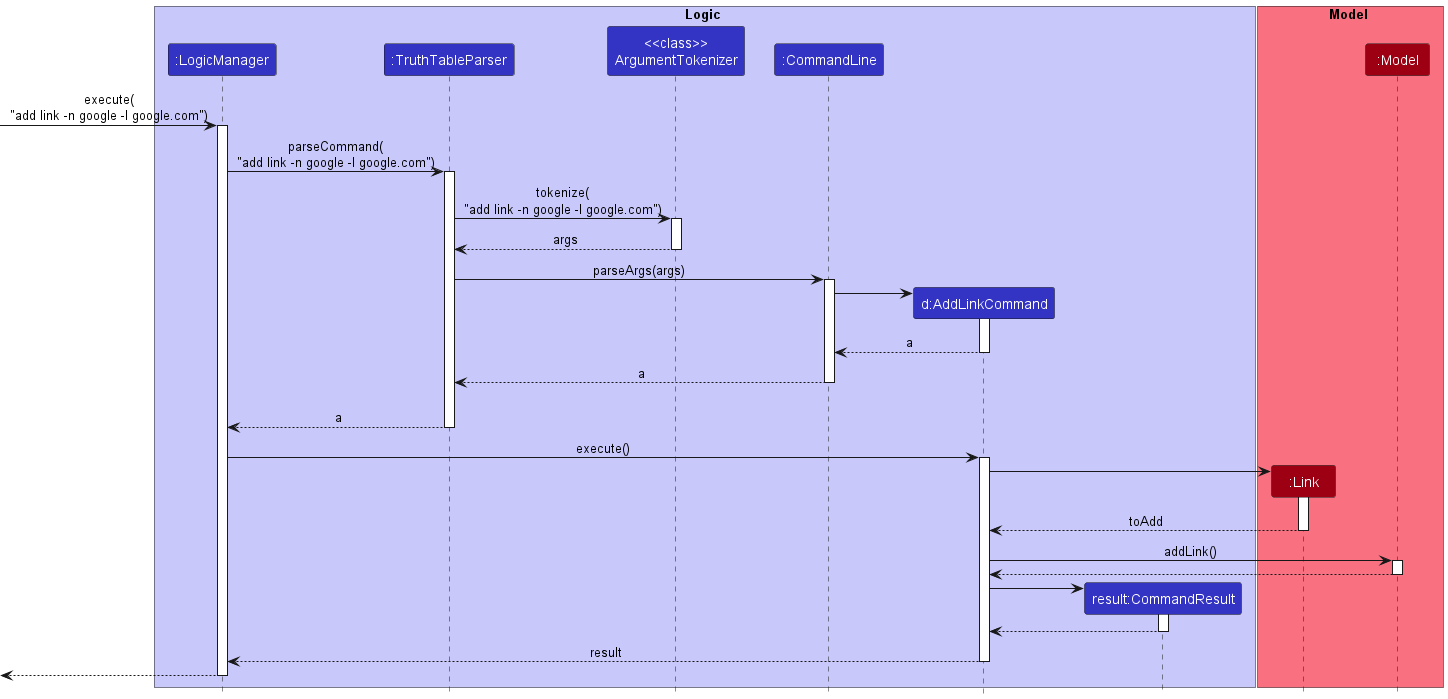 Logic
Model
:LogicManager
:TruthTableParser
<<class>>
ArgumentTokenizer
:CommandLine
:Model
execute(
"add link -n google -l google.com")
parseCommand(
"add link -n google -l google.com")
tokenize(
"add link -n google -l google.com")
args
parseArgs(args)
d:AddLinkCommand
a
a
a
execute()
:Link
toAdd
addLink()
result:CommandResult
result